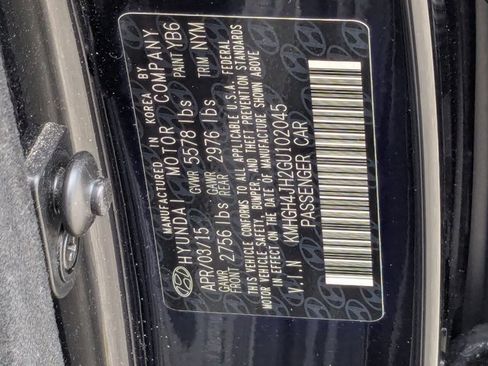 MANUFACTURED IN KOREA BY
HYUNDAI MOTOR COMPANY
APR/03/15 GVWR 5578 lbs PAINT YB6
GAWR FRONT 2756 lbs GAWR REAR 2976 lbs TRIM NYM
THIS VEHICLE CONFORMS TO ALL APPLICABLE U.S.A. FEDERAL
MOTOR VEHICLE SAFETY, BUMPER, AND THEFT PREVENTION STANDARDS
IN EFFECT ON THE DATE OF MANUFACTURE SHOWN ABOVE
V.I.N KMHGH4JH2GU102045
PASSENGER CAR